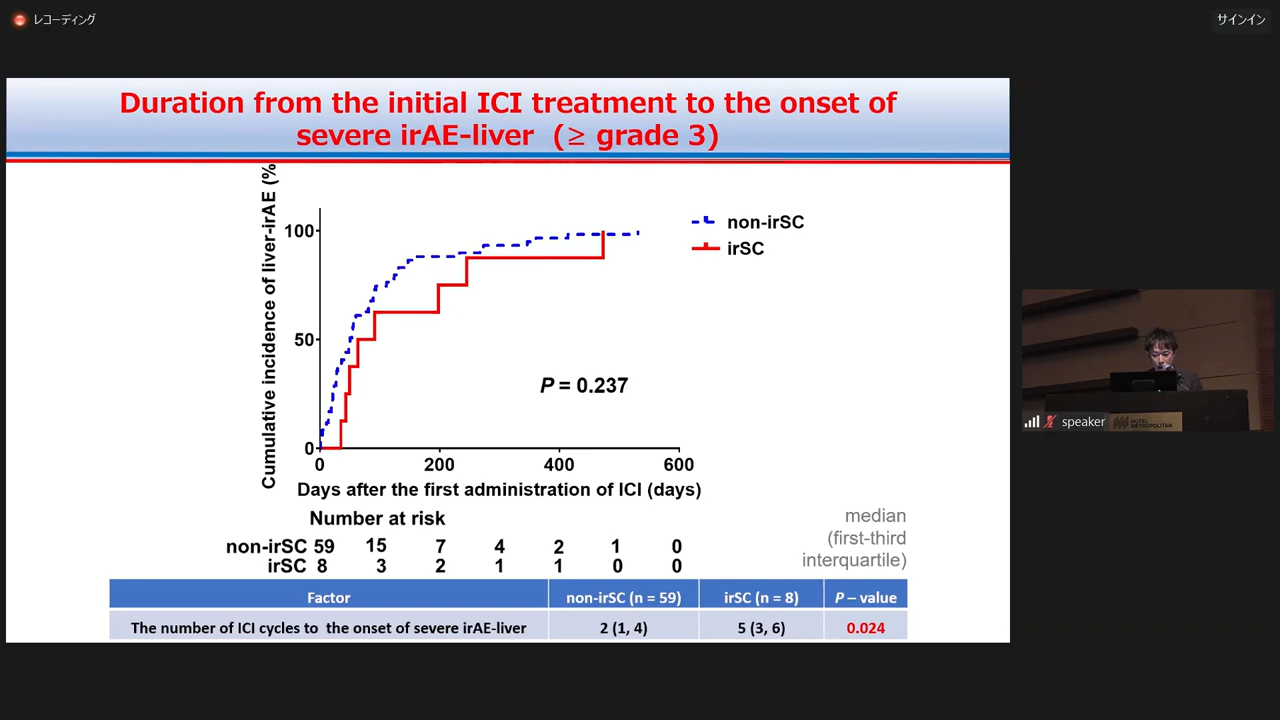 レコーディング
サインイン
Duration from the initial ICI treatment to the onset of
severe irAE-liver (≥ grade 3)
Cumulative incidence of liver-irAE (%
100
50
0
0 200 400 600
non-irSC
irSC
P = 0.237
Days after the first administration of ICI (days)
Number at risk
non-irSC 59 15 7 4 2 1 0
irSC 8 3 2 1 1 0 0
median
(first-third
interquartile)
Factor non-irSC (n = 59) irSC (n = 8) P – value
The number of ICI cycles to the onset of severe irAE-liver 2 (1, 4) 5 (3, 6) 0.024
speaker
HOTEL
METROPOLITAN